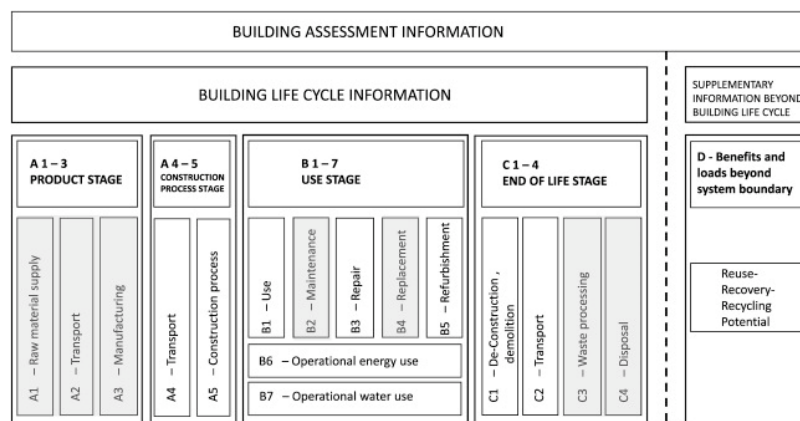 BUILDING ASSESSMENT INFORMATION
BUILDING LIFE CYCLE INFORMATION
SUPPLEMENTARY
INFORMATION BEYOND
BUILDING LIFE CYCLE
A 1 – 3
PRODUCT STAGE
A 4 – 5
CONSTRUCTION
PROCESS STAGE
B 1 – 7
USE STAGE
C 1 – 4
END OF LIFE STAGE
D - Benefits and
loads beyond
system boundary
A1 – Raw material supply
A2 – Transport
A3 – Manufacturing
A4 – Transport
A5 – Construction process
B1 – Use
B2 – Maintenance
B3 – Repair
B4 – Replacement
B5 – Refurbishment
B6 – Operational energy use
B7 – Operational water use
C1 – De-Construction ,
demolition
C2 – Transport
C3 – Waste processing
C4 – Disposal
Reuse-
Recovery-
Recycling
Potential